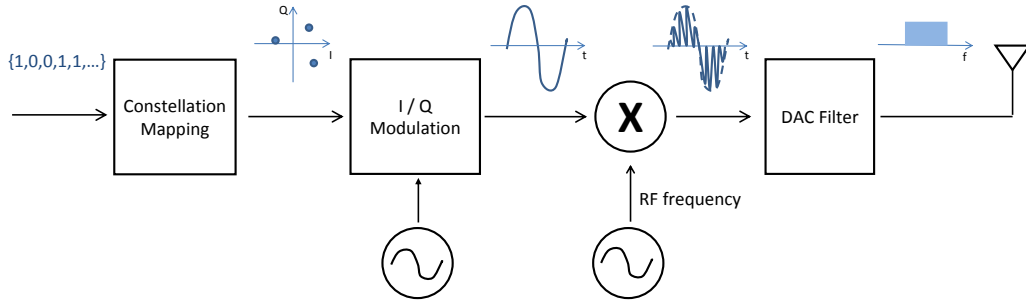 Q
I
{1,0,0,1,1,...}
t
t
f
Constellation
Mapping
I / Q
Modulation
X
DAC Filter
RF frequency